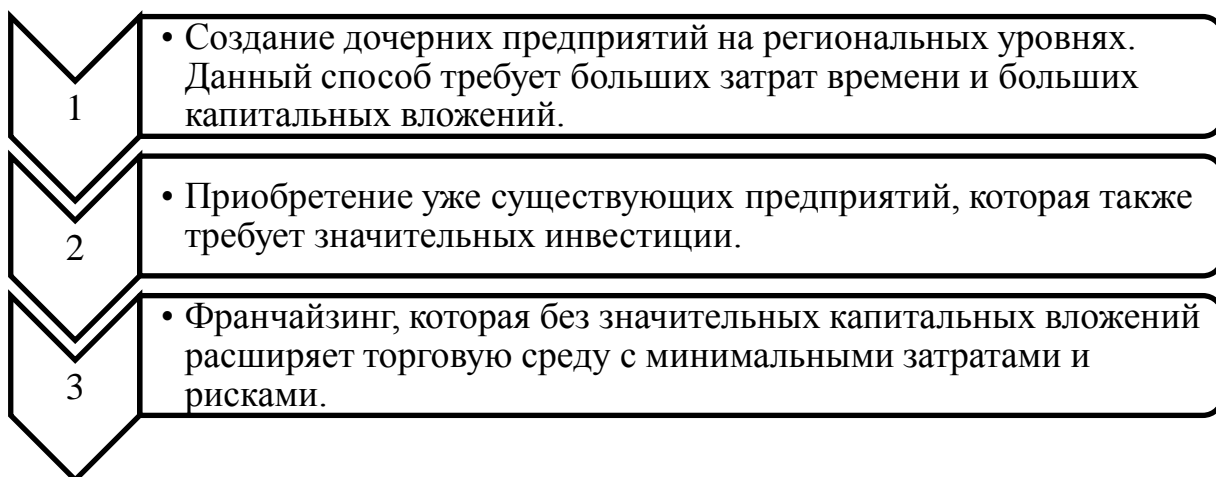 1
• Создание дочерних предприятий на региональных уровнях.
Данный способ требует больших затрат времени и больших
капитальных вложений.
2
• Приобретение уже существующих предприятий, которая также
требует значительных инвестиции.
3
• Франчайзинг, которая без значительных капитальных вложений
расширяет торговую среду с минимальными затратами и
рисками.